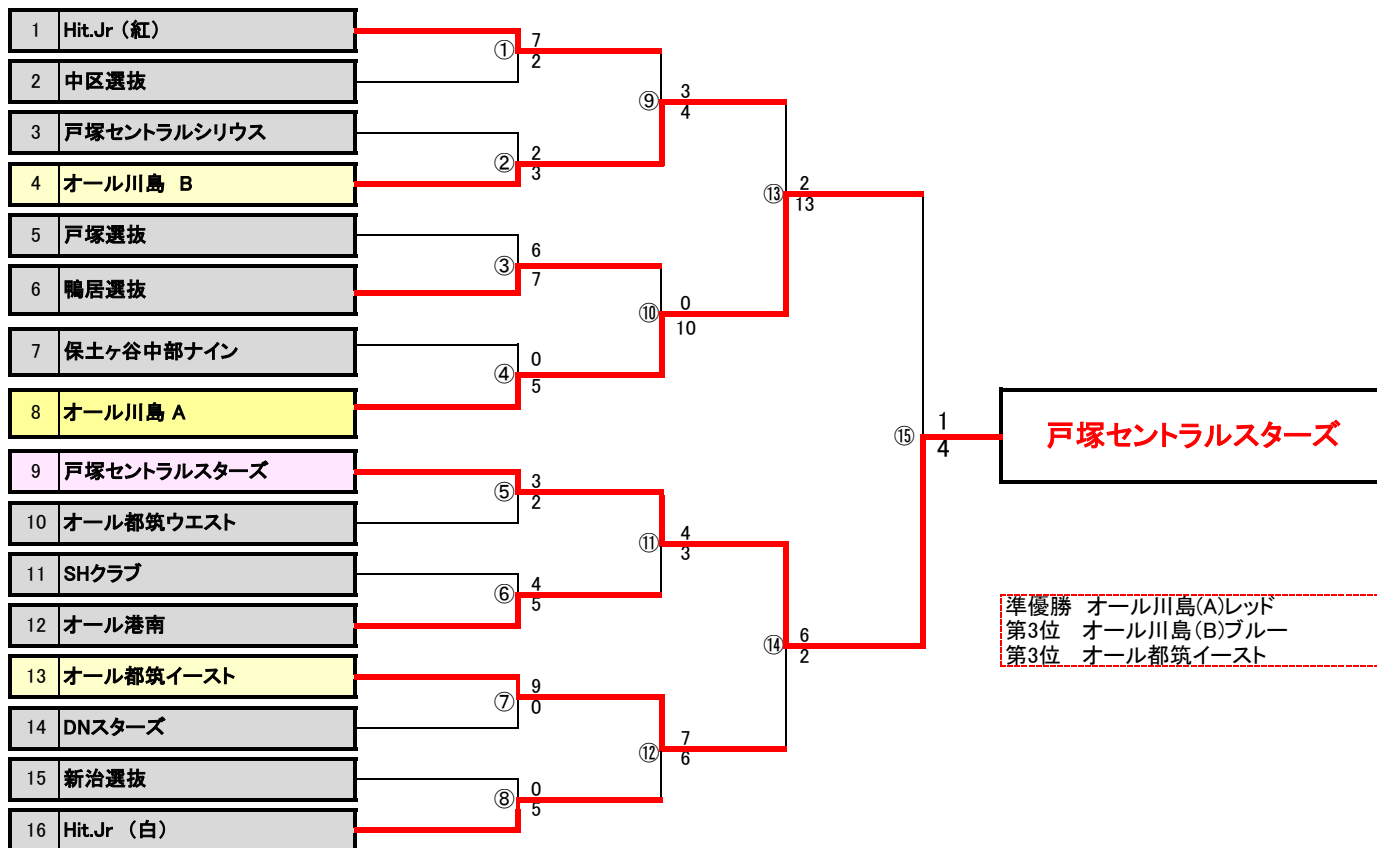 1 Hit.Jr（紅）
2 中区選抜
3 戸塚セントラルシリウス
4 オール川島 B
5 戸塚選抜
6 鴨居選抜
7 保土ヶ谷中部ナイン
8 オール川島 A
9 戸塚セントラルスターズ
10 オール都筑ウエスト
11 SHクラブ
12 オール港南
13 オール都筑イースト
14 DNスターズ
15 新治選抜
16 Hit.Jr （白）
① 7
2
② 2
3
③ 6
7
④ 0
5
⑤ 3
2
⑥ 4
5
⑦ 9
0
⑧ 0
5
⑨ 3
4
⑩ 0
10
⑪ 4
3
⑫ 7
6
⑬ 2
13
⑭ 6
2
⑮ 1
4
戸塚セントラルスターズ
準優勝 オール川島(A)レッド
第3位 オール川島(B)ブルー
第3位 オール都筑イースト